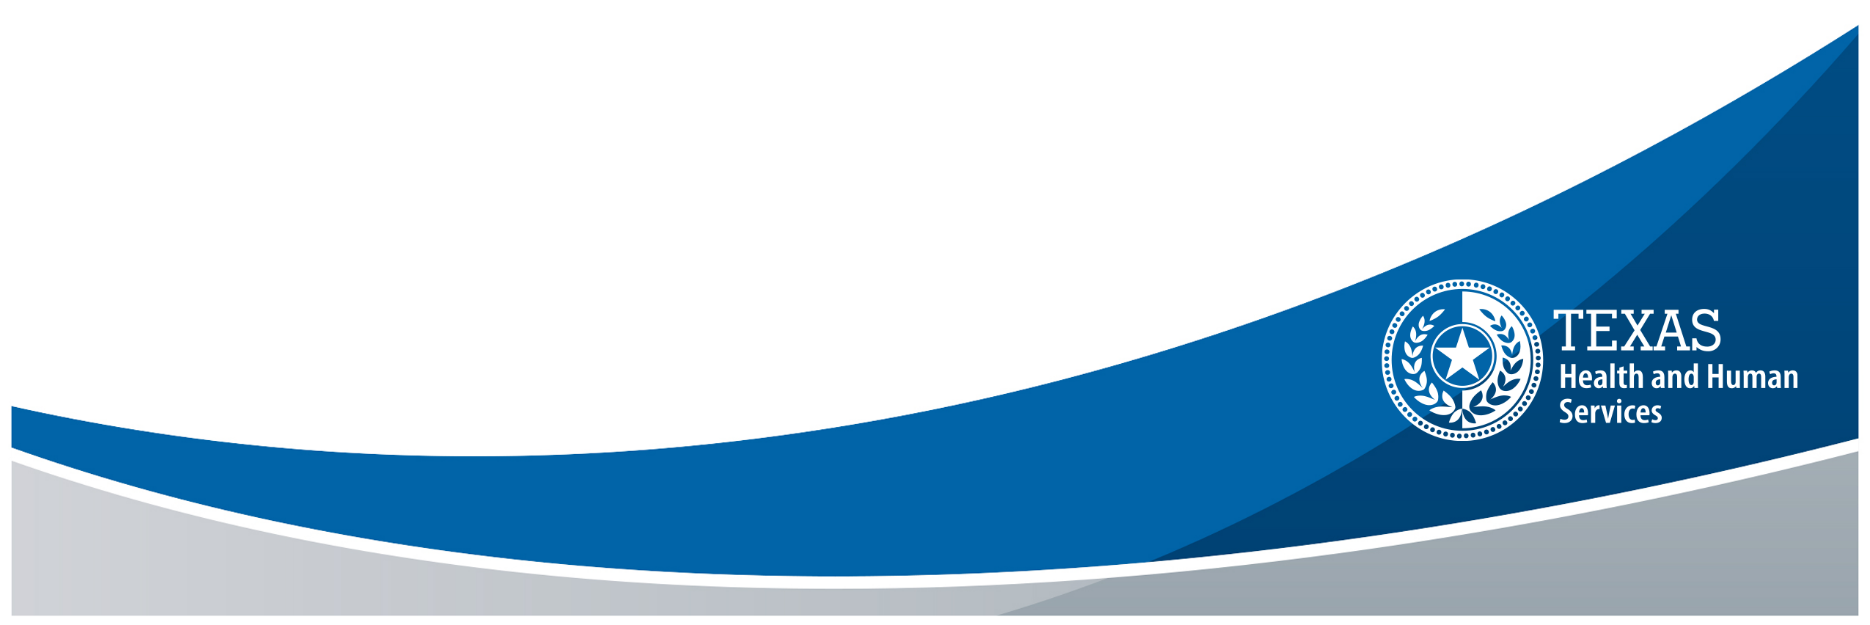 TEXAS
Health and Human
Services